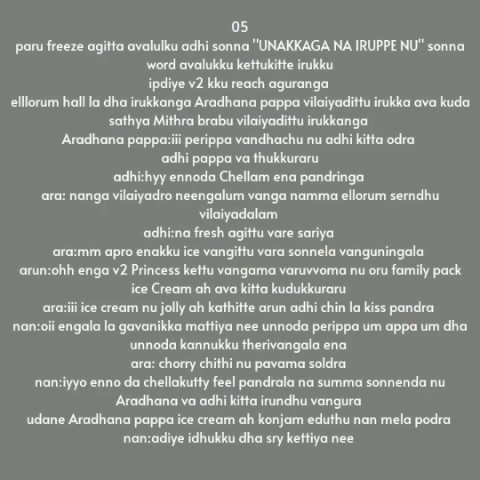 05
paru freeze agitta avalulku adhi sonna "UNAKKAGA NA IRUPPE NU" sonna
word avalukku kettukitte irukku
ipdiye v2 kku reach aguranga
elllorum hall la dha irukkanga Aradhana pappa vilaiyadittu irukka ava kuda
sathya Mithra brabu vilaiyadittu irukkanga
Aradhana pappa:iii perippa vandhachu nu adhi kitta odra
adhi pappa va thukkuraru
adhi:hyy ennoda Chellam ena pandringa
ara: nanga vilaiyadro neengalum vanga namma ellorum serndhu
vilaiyadalam
adhi:na fresh agittu vare sariya
ara:mm apro enakku ice vangittu vara sonnela vanguningala
arun:ohh enga v2 Princess kettu vangama varuvvoma nu oru family pack
ice Cream ah ava kitta kudukkuraru
ara:iii ice cream nu jolly ah kathitte arun adhi chin la kiss pandra
nan:oii engala la gavanikka mattiya nee unnoda perippa um appa um dha
unnoda kannukku therivangala ena
ara: chorry chithi nu pavama soldra
nan:iyyo enno da chellakutty feel pandrala na summa sonnenda nu
Aradhana va adhi kitta irundhu vangura
udane Aradhana pappa ice cream ah konjam eduthu nan mela podra
nan:adiye idhukku dha sry kettiya nee